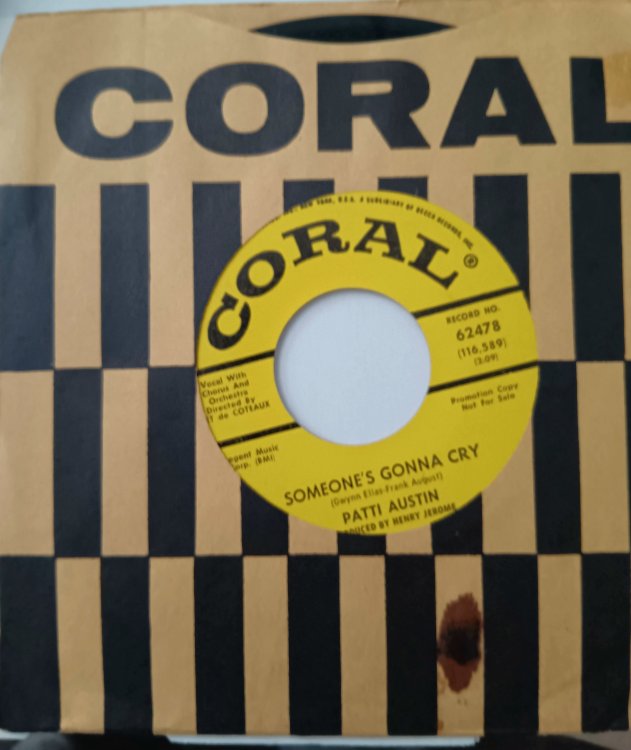 CORAL
NEW YORK, U.S.A. A SUBSIDIARY OF DECCA RECORDS, INC.
CORAL®
RECORD NO.
62478
(116,589)
(2:09)
Vocal With
Chorus And
Orchestra
Directed By
de COTEAUX
Promotion Copy
Not For Sale
Music
(BMI)
SOMEONE'S GONNA CRY
(Gwynn Elias-Frank August)
PATTI AUSTIN
BY HENRY JEROME